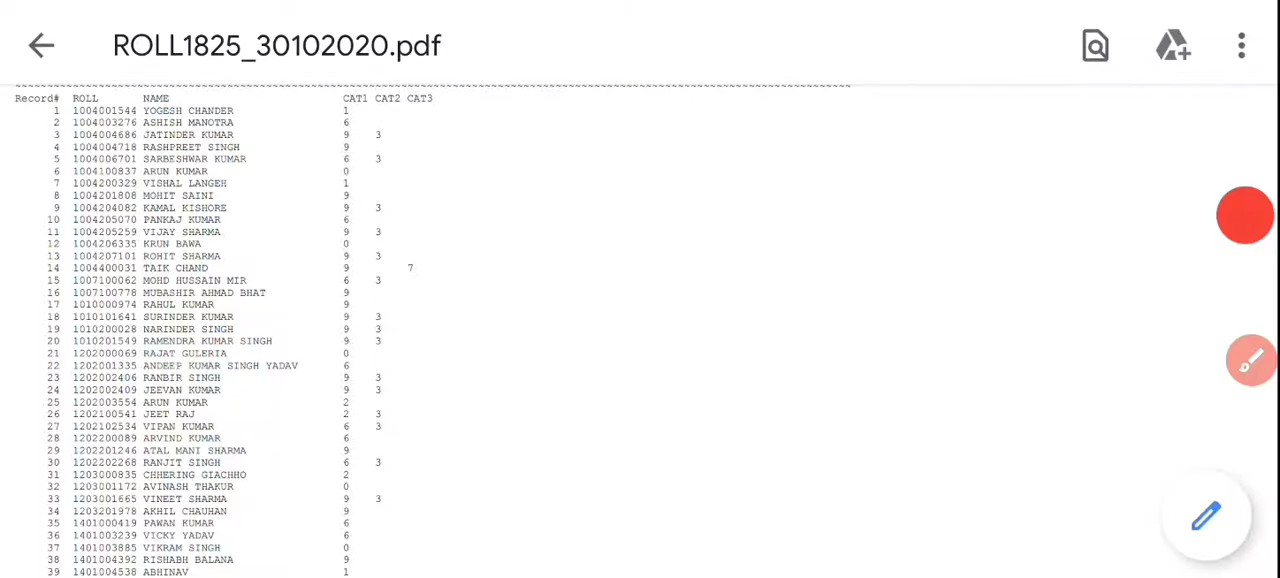 ROLL1825_30102020.pdf
Record# ROLL NAME CAT1 CAT2 CAT3
1 1004001544 YOGESH CHANDER 1
2 1004003276 ASHISH MANOTRA 6
3 1004004686 JATINDER KUMAR 9 3
4 1004004718 RASHPREET SINGH 9
5 1004006701 SARBESHWAR KUMAR 6 3
6 1004100837 ARUN KUMAR 0
7 1004200329 VISHAL LANGEH 1
8 1004201808 MOHIT SAINI 9
9 1004204082 KAMAL KISHORE 9 3
10 1004205070 PANKAJ KUMAR 6
11 1004205259 VIJAY SHARMA 9 3
12 1004206335 KRUN BAWA 0
13 1004207101 ROHIT SHARMA 9 3
14 1004400031 TAIK CHAND 9 7
15 1007100062 MOHD HUSSAIN MIR 6 3
16 1007100778 MUBASHIR AHMAD BHAT 9
17 1010000974 RAHUL KUMAR 9
18 1010101641 SURINDER KUMAR 9 3
19 1010200028 NARINDER SINGH 9 3
20 1010201549 RAMENDRA KUMAR SINGH 9 3
21 1202000069 RAJAT GULERIA 0
22 1202001335 ANDEEP KUMAR SINGH YADAV 6
23 1202002406 RANBIR SINGH 9 3
24 1202002409 JEEVAN KUMAR 9 3
25 1202003554 ARUN KUMAR 2
26 1202100541 JEET RAJ 2 3
27 1202102534 VIPAN KUMAR 6 3
28 1202200089 ARVIND KUMAR 6
29 1202201246 ATAL MANI SHARMA 9
30 1202202268 RANJIT SINGH 6 3
31 1203000835 CHHERING GIACHHO 2
32 1203001172 AVINASH THAKUR 0
33 1203001665 VINEET SHARMA 9 3
34 1203201978 AKHIL CHAUHAN 9
35 1401000419 PAWAN KUMAR 6
36 1401003239 VICKY YADAV 6
37 1401003885 VIKRAM SINGH 0
38 1401004392 RISHABH BALANA 9
39 1401004538 ABHINAV 1